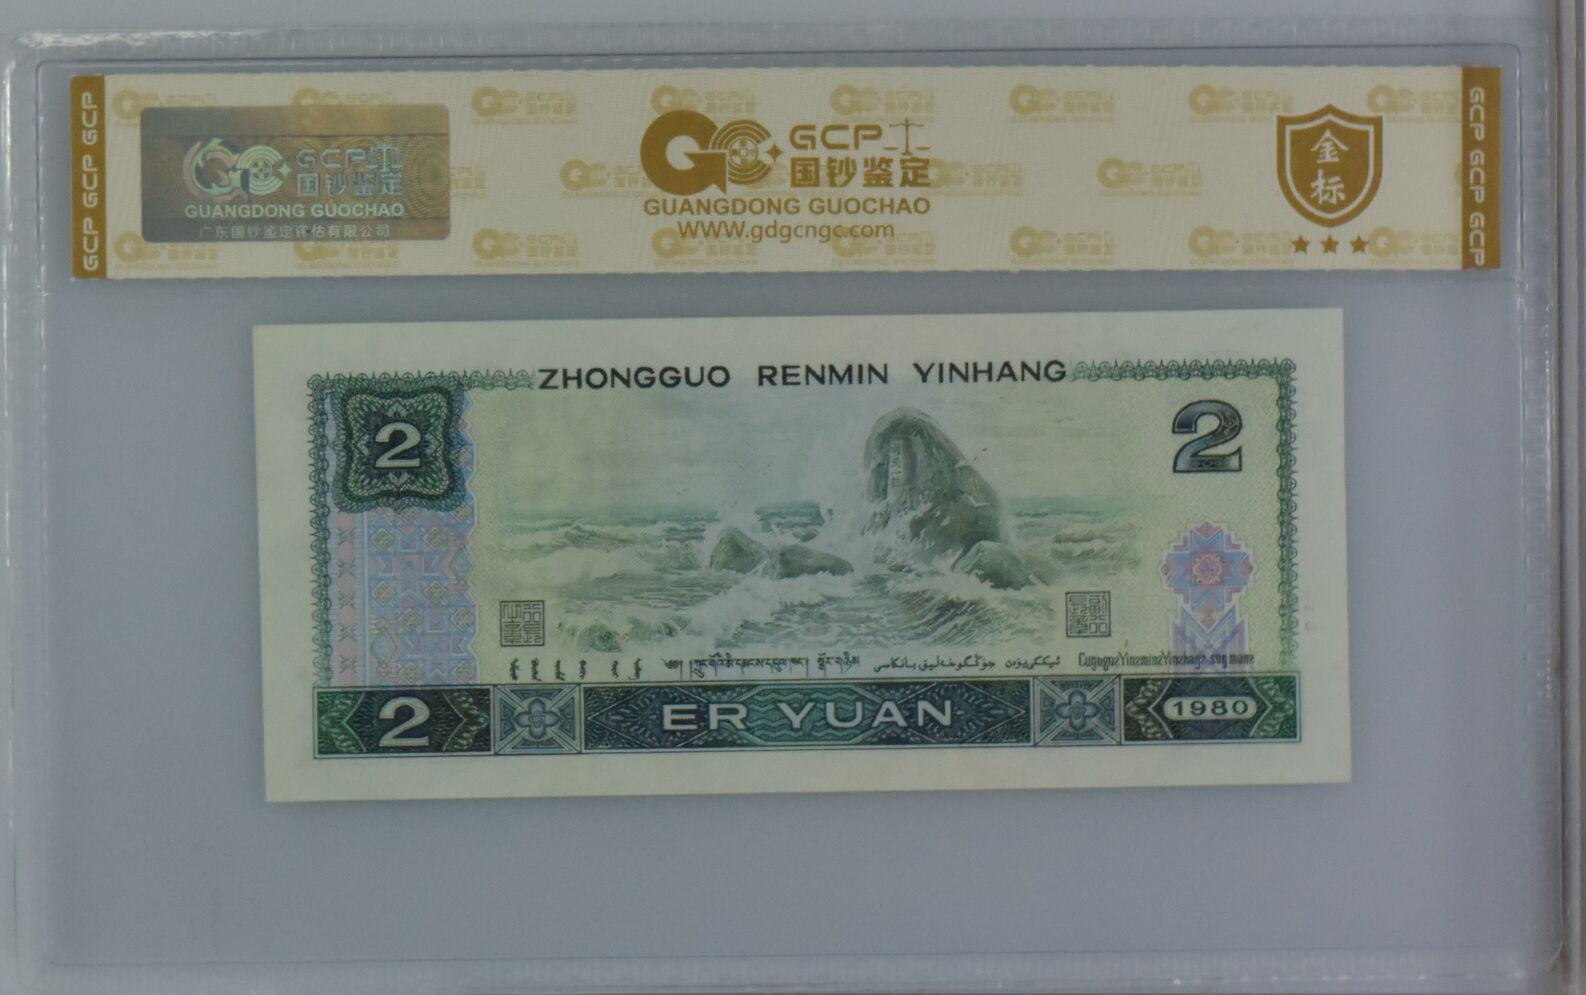 GCP GCP GCP
GCP
国钞鉴定
GUANGDONG GUOCHAO
广东国钞鉴定评估有限公司
GCP
国钞鉴定
GUANGDONG GUOCHAO
WWW.gdgcngc.com
金标
GCP GCP GCP
ZHONGGUO RENMIN YINHANG
2
2
2
ER YUAN
1980